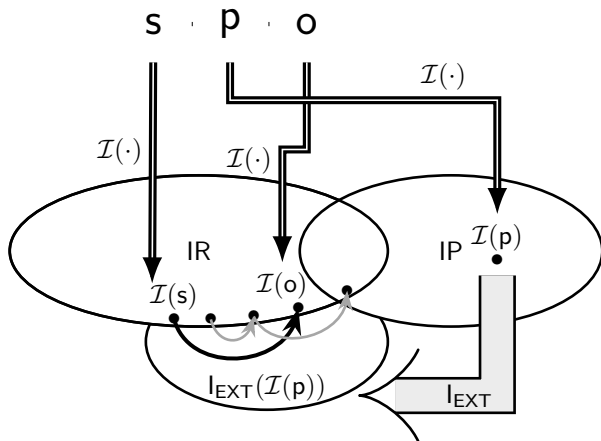 s . p . o
𝓘(·)
𝓘(·) 𝓘(·)
IR IP 𝓘(p)
𝓘(s) 𝓘(o)
I_EXT(𝓘(p)) I_EXT